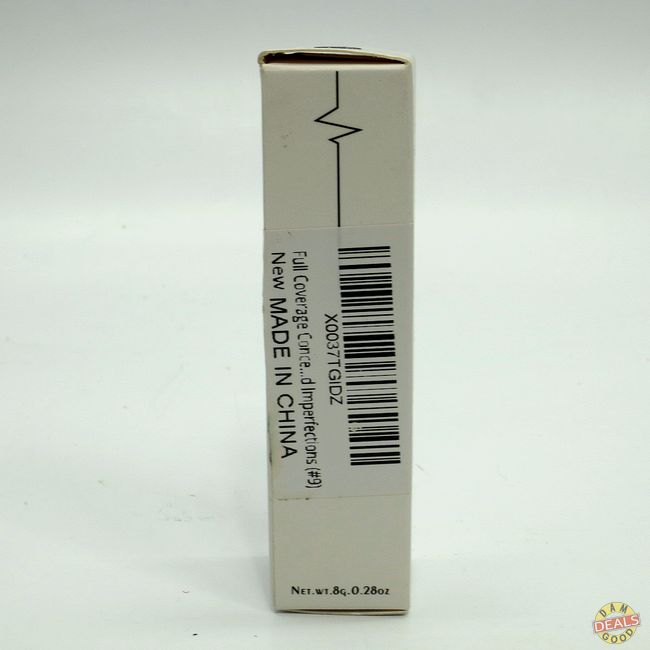 X0037TGIDZ
Full Coverage Conce...d Imperfections (#9)
New MADE IN CHINA
NET.WT.8G.0.28OZ
DAM
DEALS
GOOD